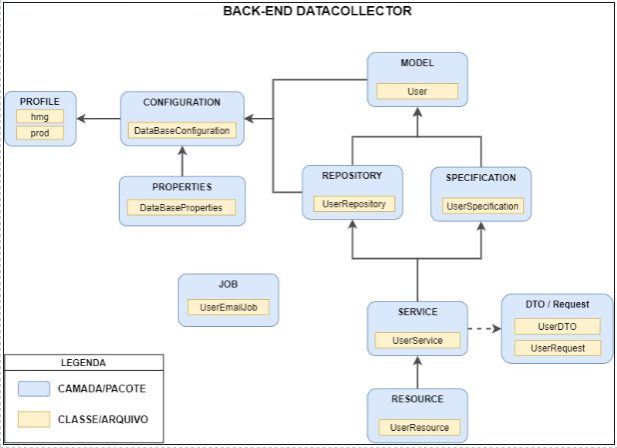 BACK-END DATACOLLECTOR
MODEL
User
PROFILE
hmg
prod
CONFIGURATION
DataBaseConfiguration
PROPERTIES
DataBaseProperties
REPOSITORY
UserRepository
SPECIFICATION
UserSpecification
JOB
UserEmailJob
SERVICE
UserService
DTO / Request
UserDTO
UserRequest
RESOURCE
UserResource
LEGENDA
CAMADA/PACOTE
CLASSE/ARQUIVO